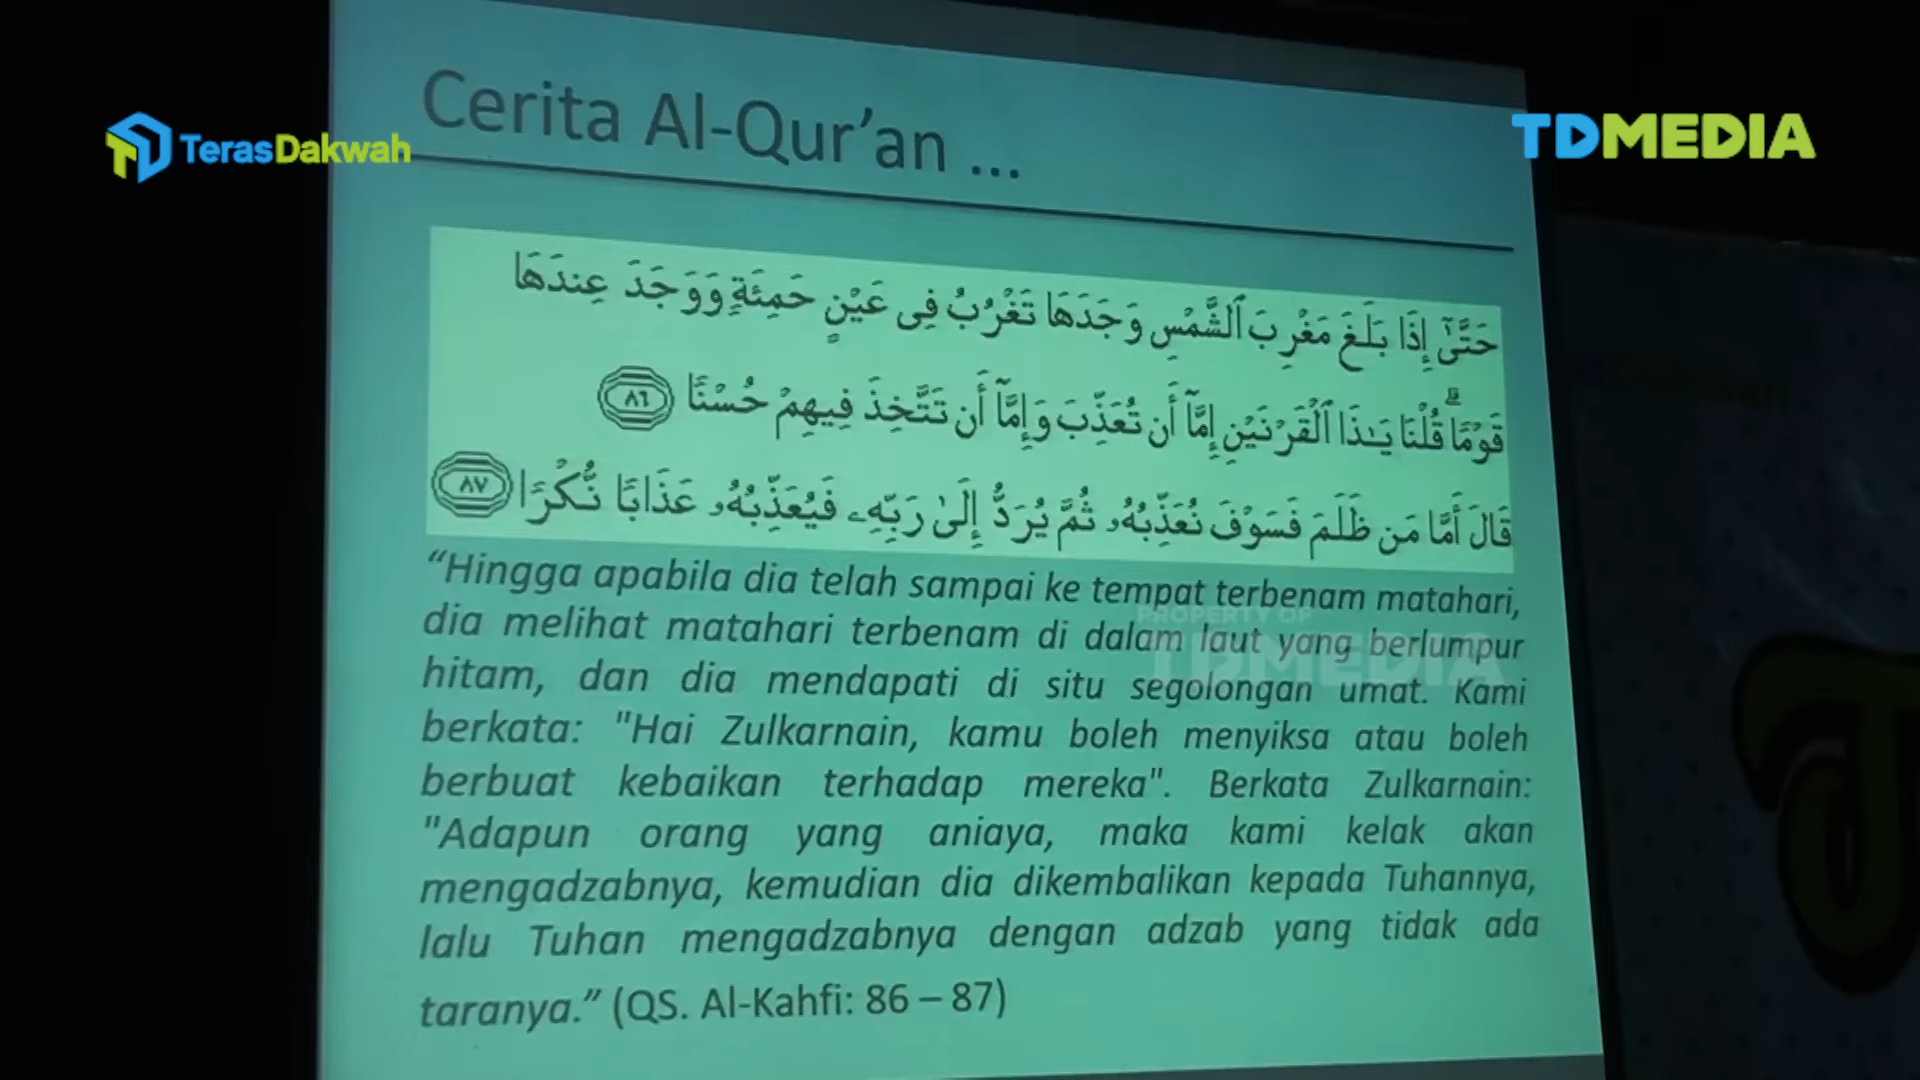 TerasDakwah
TDMEDIA
Cerita Al-Qur’an ...
حَتَّىٰٓ إِذَا بَلَغَ مَغْرِبَ ٱلشَّمْسِ وَجَدَهَا تَغْرُبُ فِى عَيْنٍ حَمِئَةٍ وَوَجَدَ عِندَهَا
قَوْمًا ۗ قُلْنَا يَـٰذَا ٱلْقَرْنَيْنِ إِمَّآ أَن تُعَذِّبَ وَإِمَّآ أَن تَتَّخِذَ فِيهِمْ حُسْنًا ٨٦
قَالَ أَمَّا مَن ظَلَمَ فَسَوْفَ نُعَذِّبُهُۥ ثُمَّ يُرَدُّ إِلَىٰ رَبِّهِۦ فَيُعَذِّبُهُۥ عَذَابًا نُّكْرًا ٨٧
“Hingga apabila dia telah sampai ke tempat terbenam matahari,
dia melihat matahari terbenam di dalam laut yang berlumpur
hitam, dan dia mendapati di situ segolongan umat. Kami
berkata: "Hai Zulkarnain, kamu boleh menyiksa atau boleh
berbuat kebaikan terhadap mereka". Berkata Zulkarnain:
"Adapun orang yang aniaya, maka kami kelak akan
mengadzabnya, kemudian dia dikembalikan kepada Tuhannya,
lalu Tuhan mengadzabnya dengan adzab yang tidak ada
taranya.” (QS. Al-Kahfi: 86 – 87)
PROPERTY OF
TDMEDIA